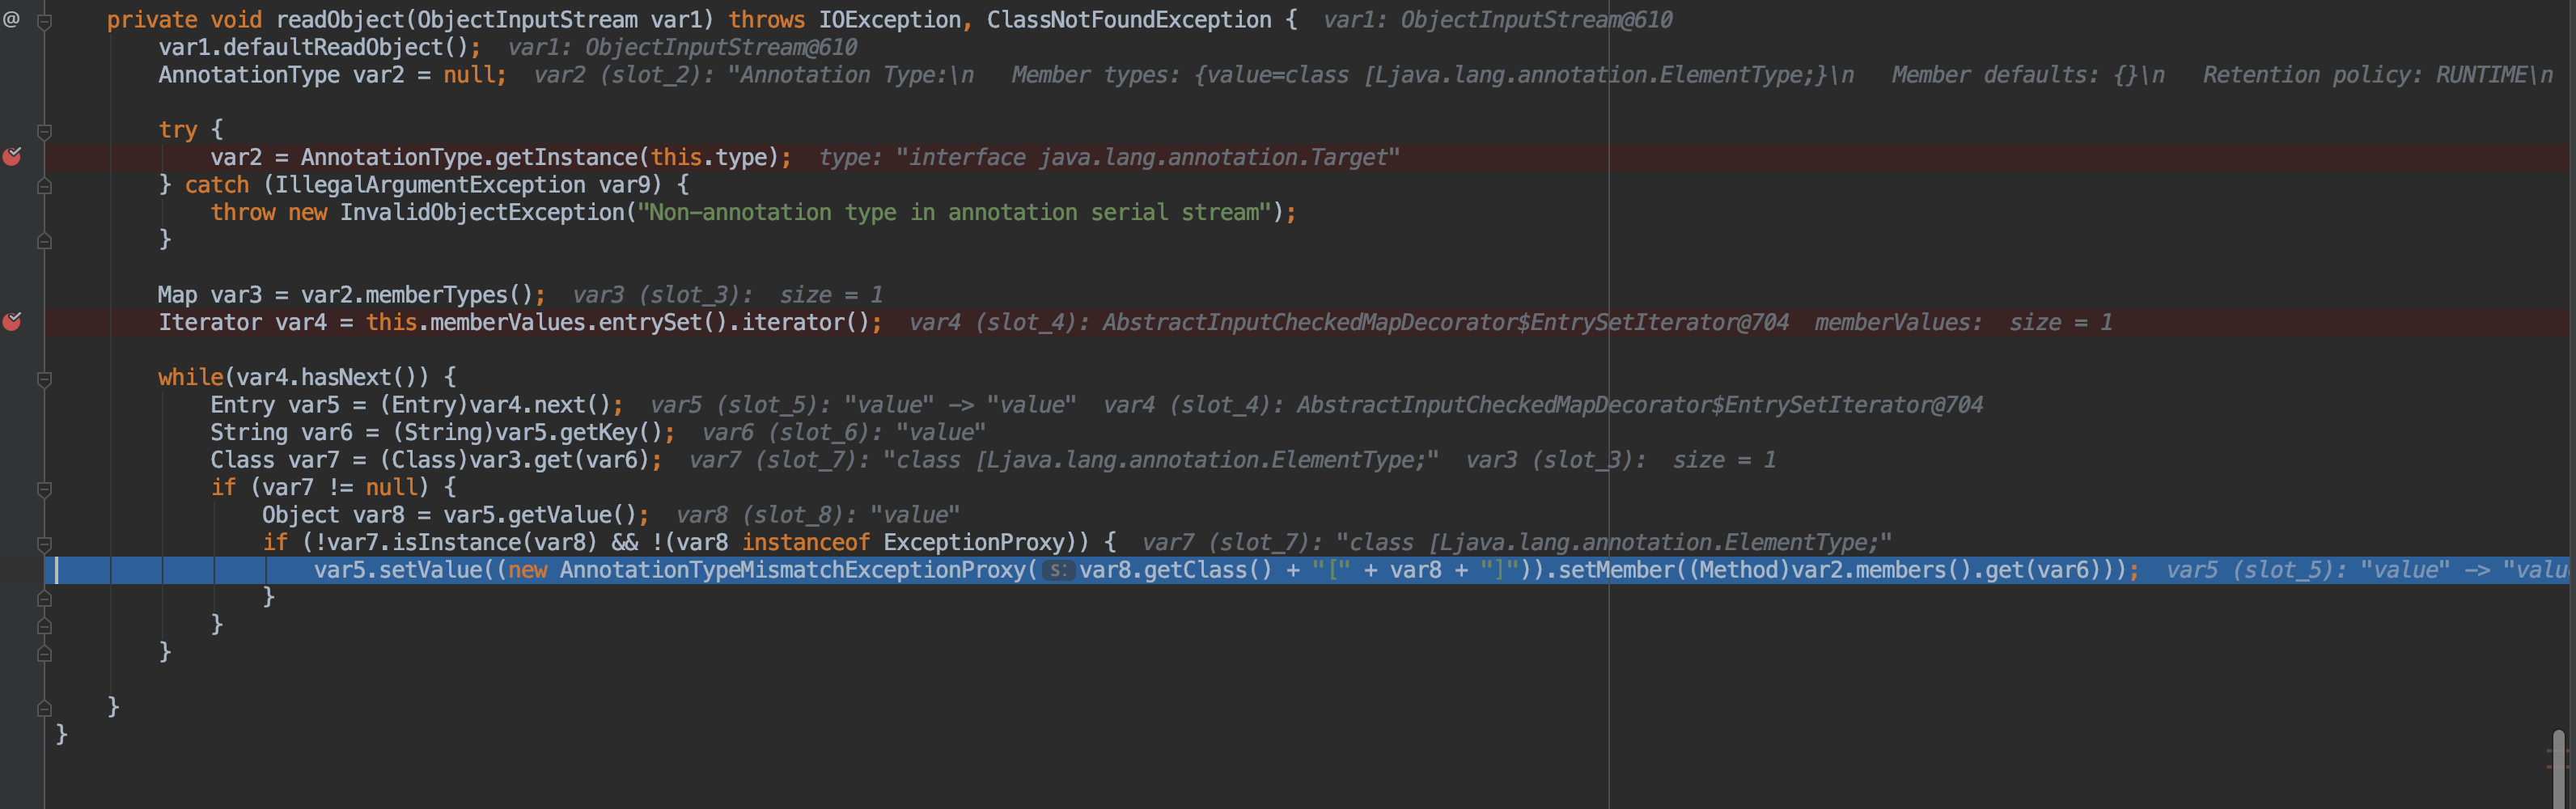 @ private void readObject(ObjectInputStream var1) throws IOException, ClassNotFoundException { var1: ObjectInputStream@610
var1.defaultReadObject(); var1: ObjectInputStream@610
AnnotationType var2 = null; var2 (slot_2): "Annotation Type:\n Member types: {value=class [Ljava.lang.annotation.ElementType;}\n Member defaults: {}\n Retention policy: RUNTIME\n
try {
var2 = AnnotationType.getInstance(this.type); type: "interface java.lang.annotation.Target"
} catch (IllegalArgumentException var9) {
throw new InvalidObjectException("Non-annotation type in annotation serial stream");
}
Map var3 = var2.memberTypes(); var3 (slot_3): size = 1
Iterator var4 = this.memberValues.entrySet().iterator(); var4 (slot_4): AbstractInputCheckedMapDecorator$EntrySetIterator@704 memberValues: size = 1
while(var4.hasNext()) {
Entry var5 = (Entry)var4.next(); var5 (slot_5): "value" -> "value" var4 (slot_4): AbstractInputCheckedMapDecorator$EntrySetIterator@704
String var6 = (String)var5.getKey(); var6 (slot_6): "value"
Class var7 = (Class)var3.get(var6); var7 (slot_7): "class [Ljava.lang.annotation.ElementType;" var3 (slot_3): size = 1
if (var7 != null) {
Object var8 = var5.getValue(); var8 (slot_8): "value"
if (!var7.isInstance(var8) && !(var8 instanceof ExceptionProxy)) { var7 (slot_7): "class [Ljava.lang.annotation.ElementType;"
var5.setValue((new AnnotationTypeMismatchExceptionProxy( s: var8.getClass() + "[" + var8 + "]")).setMember((Method)var2.members().get(var6))); var5 (slot_5): "value" -> "valu
}
}
}
}
}